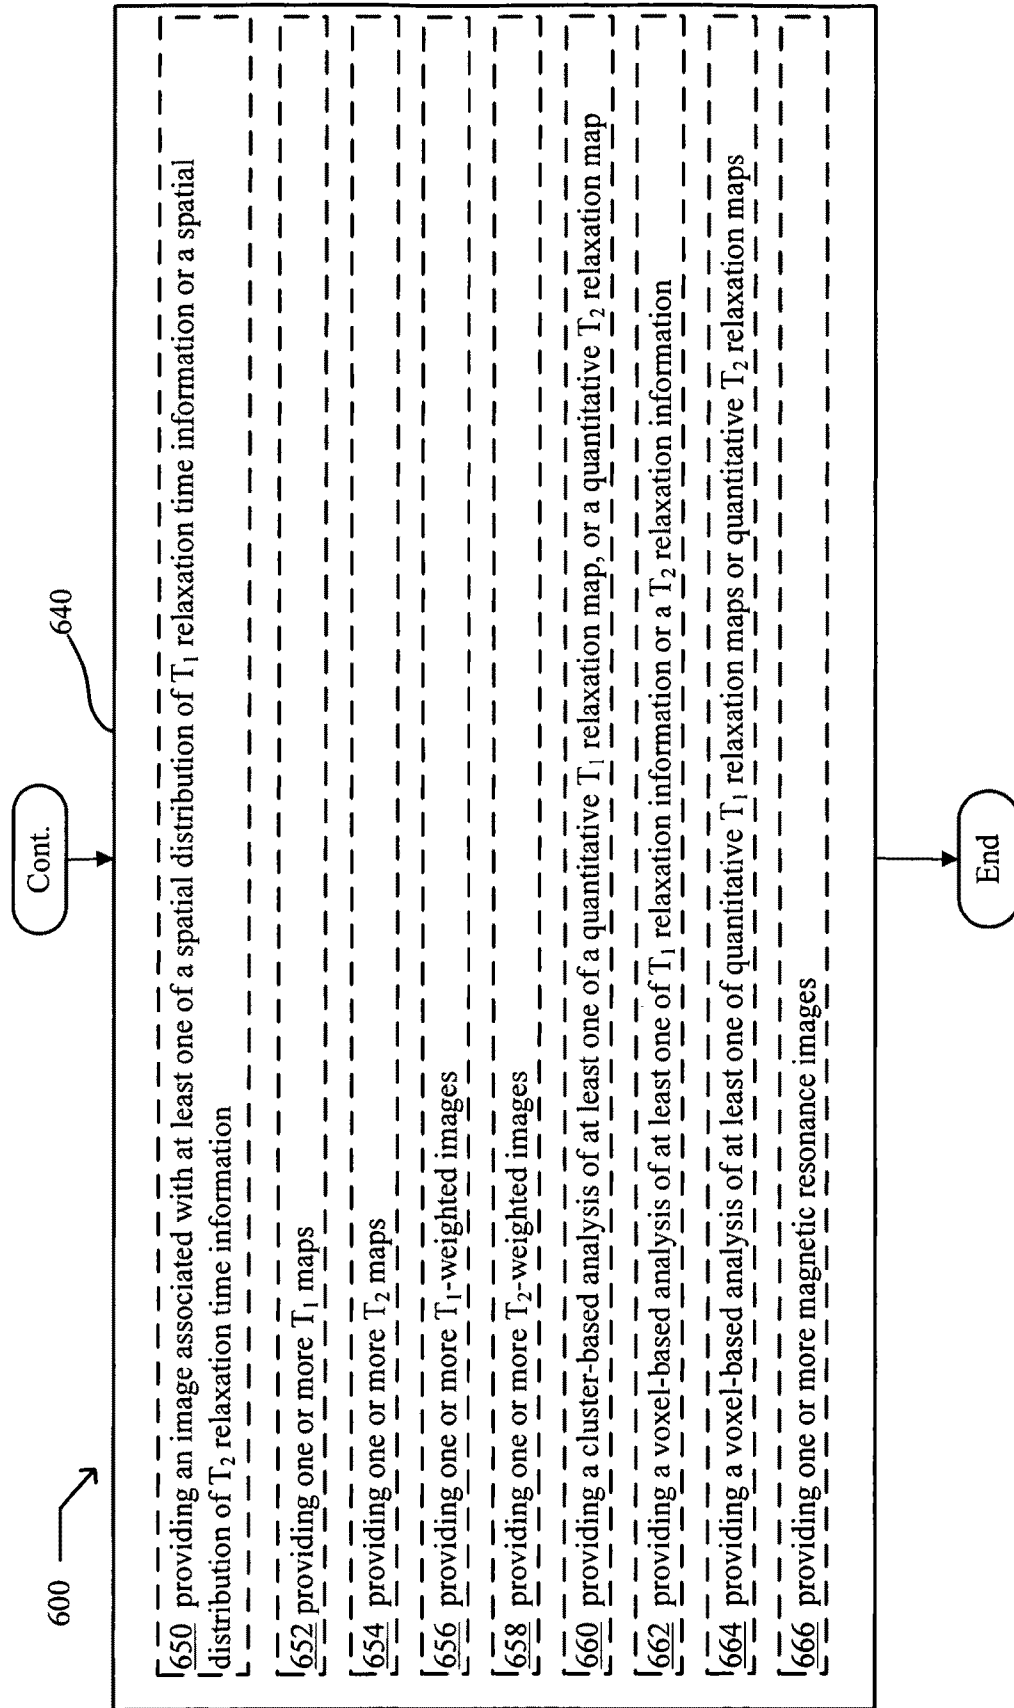 600
Cont.
640
650 providing an image associated with at least one of a spatial distribution of T₁ relaxation time information or a spatial
distribution of T₂ relaxation time information
652 providing one or more T₁ maps
654 providing one or more T₂ maps
656 providing one or more T₁-weighted images
658 providing one or more T₂-weighted images
660 providing a cluster-based analysis of at least one of a quantitative T₁ relaxation map, or a quantitative T₂ relaxation map
662 providing a voxel-based analysis of at least one of T₁ relaxation information or a T₂ relaxation information
664 providing a voxel-based analysis of at least one of quantitative T₁ relaxation maps or quantitative T₂ relaxation maps
666 providing one or more magnetic resonance images
End